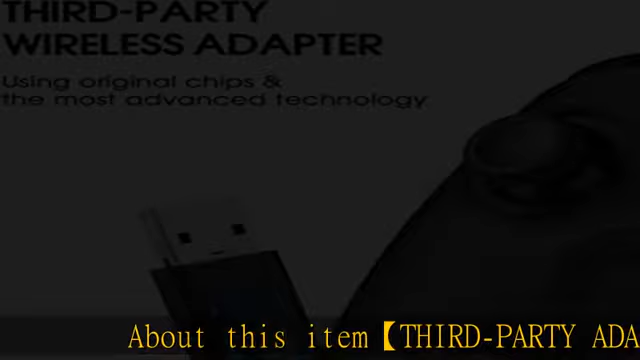 THIRD-PARTY
WIRELESS ADAPTER
Using original chips &
the most advanced technology
About this item【THIRD-PARTY ADA